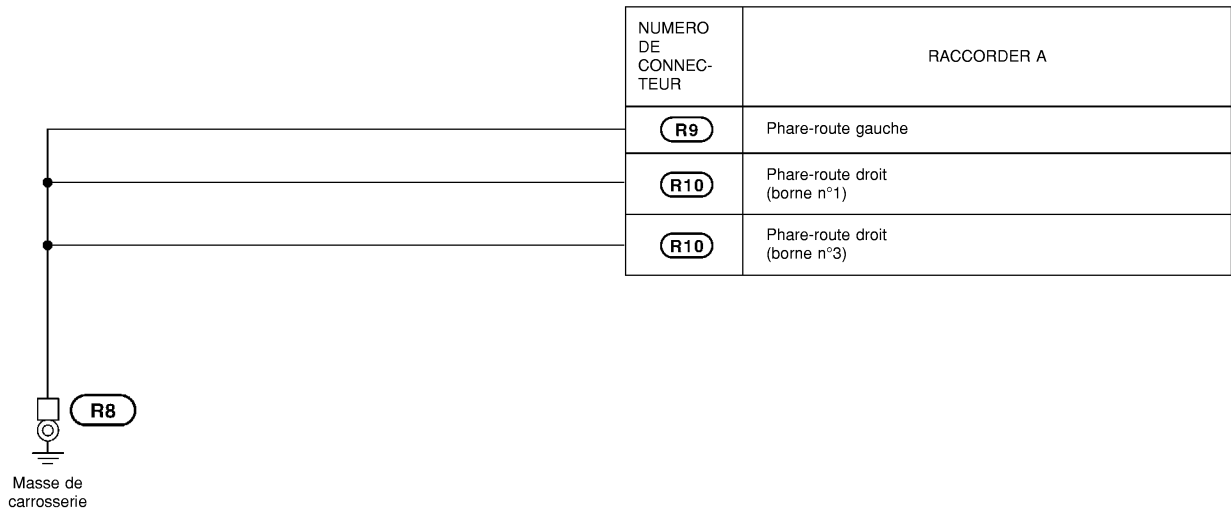 NUMERO
DE
CONNEC-
TEUR
RACCORDER A
R9
Phare-route gauche
R10
Phare-route droit
(borne n°1)
R10
Phare-route droit
(borne n°3)
R8
Masse de
carrosserie